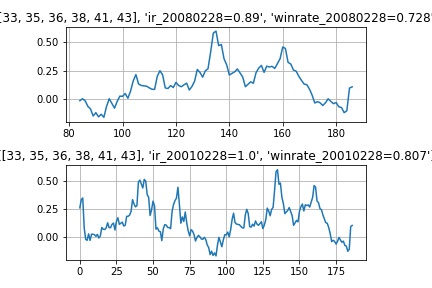 [33, 35, 36, 38, 41, 43], 'ir_20080228=0.89', 'winrate_20080228=0.728'
0.50
0.25
0.00
80 100 120 140 160 180
[[33, 35, 36, 38, 41, 43], 'ir_20010228=1.0', 'winrate_20010228=0.807']
0.50
0.25
0.00
0 25 50 75 100 125 150 175